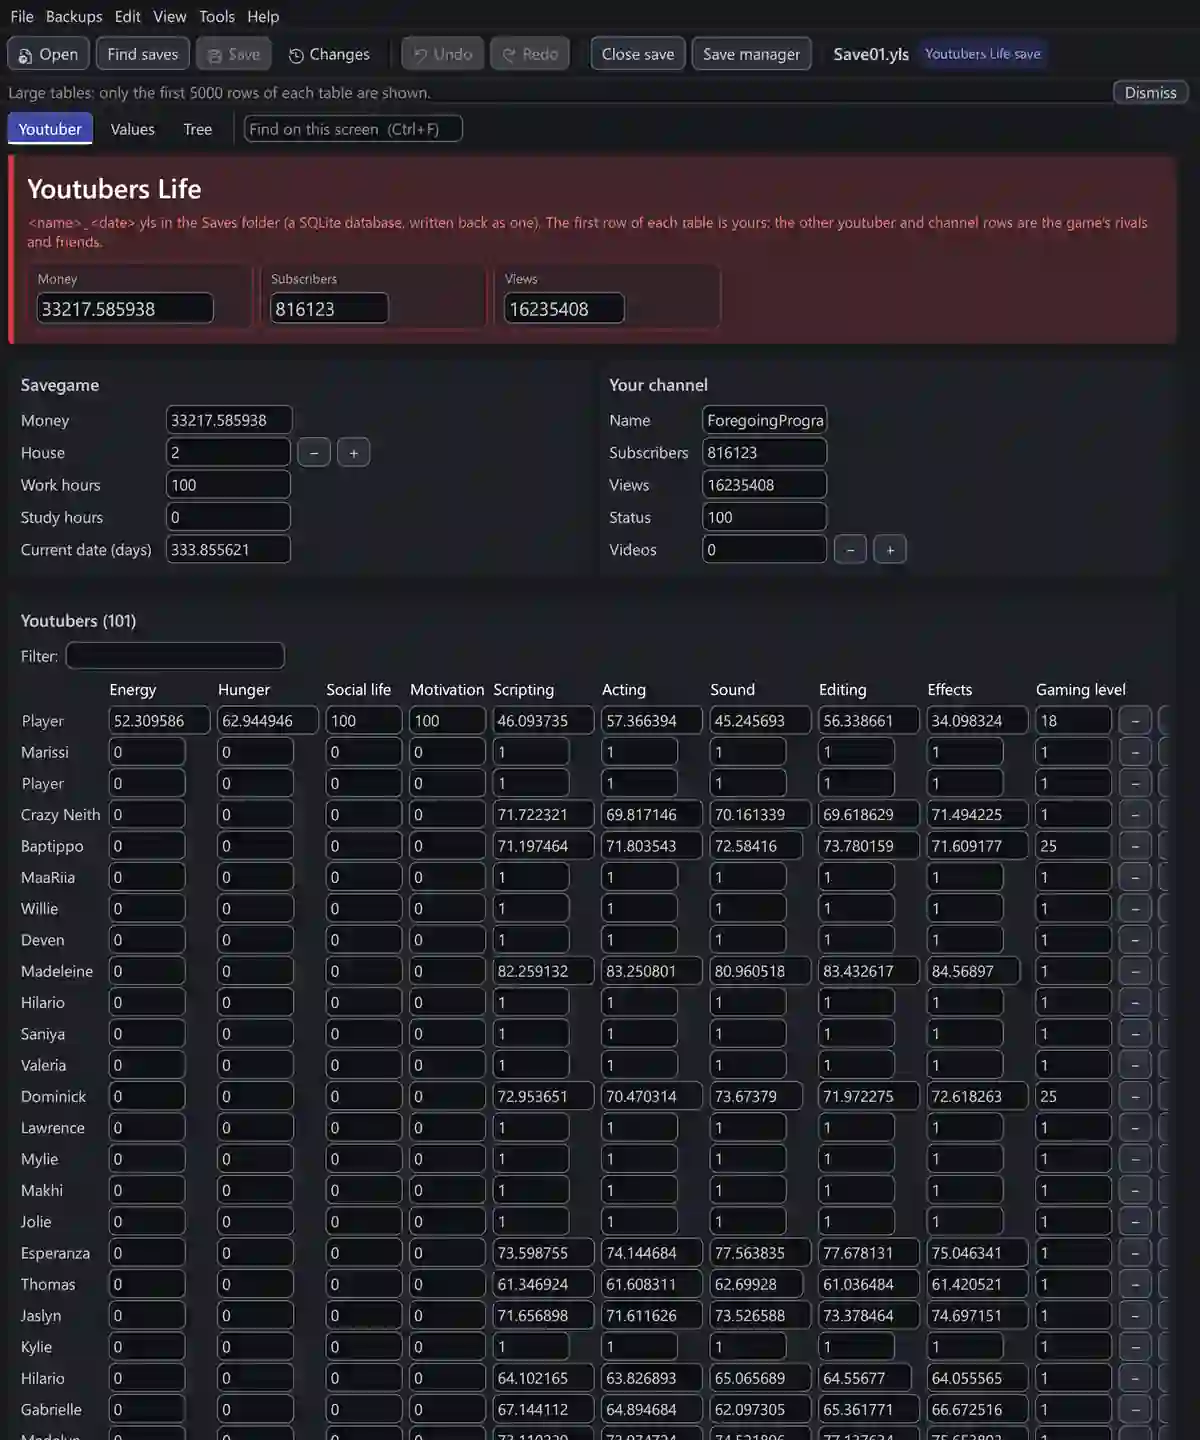 File Backups Edit View Tools Help
Open Find saves Save Changes Undo Redo Close save Save manager Save01.yls Youtubers Life save
Large tables: only the first 5000 rows of each table are shown. Dismiss
Youtuber Values Tree Find on this screen (Ctrl+F)
Youtubers Life
<name>_<date>.yls in the Saves folder (a SQLite database, written back as one). The first row of each table is yours: the other youtuber and channel rows are the game's rivals
and friends.
Money Subscribers Views
33217.585938 816123 16235408
Savegame
Money 33217.585938
House 2 – +
Work hours 100
Study hours 0
Current date (days) 333.855621
Your channel
Name ForegoingProgra
Subscribers 816123
Views 16235408
Status 100
Videos 0 – +
Youtubers (101)
Filter:
Energy Hunger Social life Motivation Scripting Acting Sound Editing Effects Gaming level
Player 52.309586 62.944946 100 100 46.093735 57.366394 45.245693 56.338661 34.098324 18 –
Marissi 0 0 0 0 1 1 1 1 1 1 –
Player 0 0 0 0 1 1 1 1 1 1 –
Crazy Neith 0 0 0 0 71.722321 69.817146 70.161339 69.618629 71.494225 1 –
Baptippo 0 0 0 0 71.197464 71.803543 72.58416 73.780159 71.609177 25 –
MaaRiia 0 0 0 0 1 1 1 1 1 1 –
Willie 0 0 0 0 1 1 1 1 1 1 –
Deven 0 0 0 0 1 1 1 1 1 1 –
Madeleine 0 0 0 0 82.259132 83.250801 80.960518 83.432617 84.56897 1 –
Hilario 0 0 0 0 1 1 1 1 1 1 –
Saniya 0 0 0 0 1 1 1 1 1 1 –
Valeria 0 0 0 0 1 1 1 1 1 1 –
Dominick 0 0 0 0 72.953651 70.470314 73.67379 71.972275 72.618263 25 –
Lawrence 0 0 0 0 1 1 1 1 1 1 –
Mylie 0 0 0 0 1 1 1 1 1 1 –
Makhi 0 0 0 0 1 1 1 1 1 1 –
Jolie 0 0 0 0 1 1 1 1 1 1 –
Esperanza 0 0 0 0 73.598755 74.144684 77.563835 77.678131 75.046341 1 –
Thomas 0 0 0 0 61.346924 61.608311 62.69928 61.036484 61.420521 1 –
Jaslyn 0 0 0 0 71.656898 71.611626 73.526588 73.378464 74.697151 1 –
Kylie 0 0 0 0 1 1 1 1 1 1 –
Hilario 0 0 0 0 64.102165 63.826893 65.065689 64.55677 64.055565 1 –
Gabrielle 0 0 0 0 67.144112 64.894684 62.097305 65.361771 66.672516 1 –